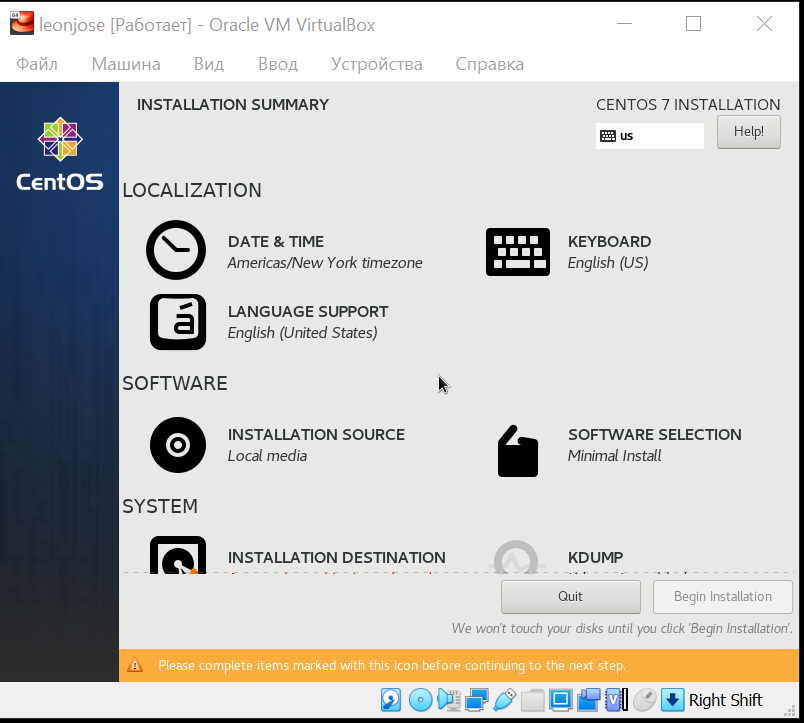 leonjose [Работает] - Oracle VM VirtualBox
Файл Машина Вид Ввод Устройства Справка
CentOS
INSTALLATION SUMMARY
CENTOS 7 INSTALLATION
us
Help!
LOCALIZATION
DATE & TIME
Americas/New York timezone
KEYBOARD
English (US)
LANGUAGE SUPPORT
English (United States)
SOFTWARE
INSTALLATION SOURCE
Local media
SOFTWARE SELECTION
Minimal Install
SYSTEM
INSTALLATION DESTINATION
KDUMP
Quit
Begin Installation
We won't touch your disks until you click 'Begin Installation'.
Please complete items marked with this icon before continuing to the next step.
Right Shift